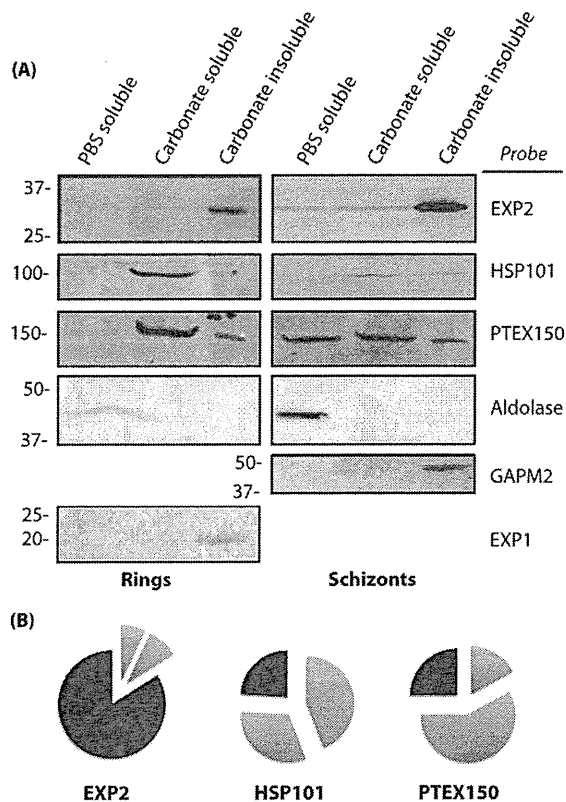 (A)
PBS soluble
Carbonate soluble
Carbonate insoluble
PBS soluble
Carbonate soluble
Carbonate insoluble
Probe
37-
25-
EXP2
100-
HSP101
150-
PTEX150
50-
37-
Aldolase
50-
37-
GAPM2
25-
20-
EXP1
Rings
Schizonts
(B)
EXP2
HSP101
PTEX150